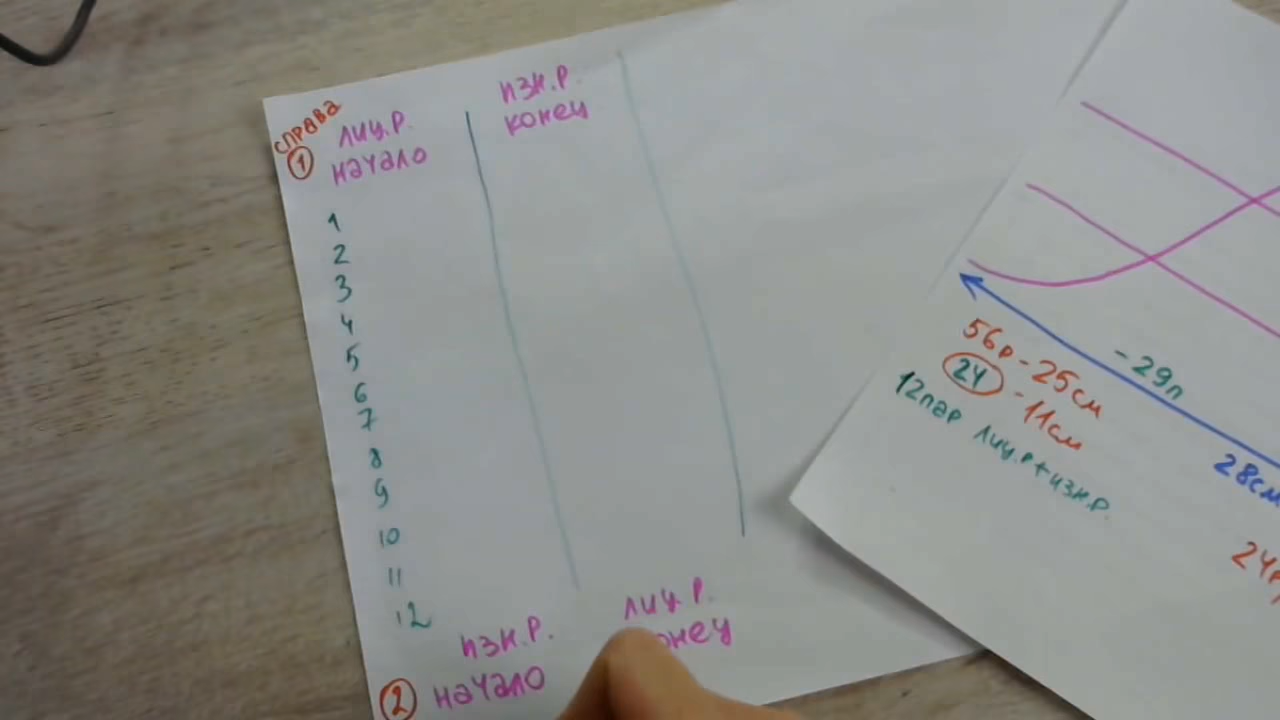 справа
① лиц.р.
начало
изн.р.
конец
1
2
3
4
5
6
7
8
9
10
11
12
изн.р.
② начало
лиц.р.
56р - 25см
24 - 11см
12пар лиц.р+изн.р.
-29п
28см